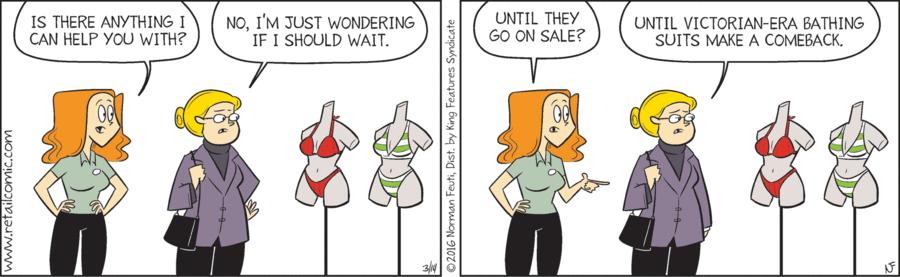 IS THERE ANYTHING I
CAN HELP YOU WITH?
NO, I'M JUST WONDERING
IF I SHOULD WAIT.
www.retailcomic.com
3/14
©2016 Norman Feuti, Dist. by King Features Syndicate
UNTIL THEY
GO ON SALE?
UNTIL VICTORIAN-ERA BATHING
SUITS MAKE A COMEBACK.
NF